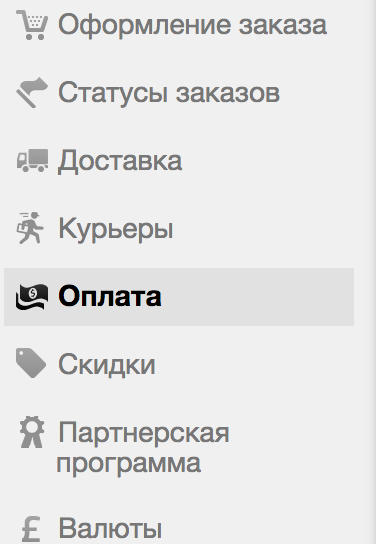 Оформление заказа
Статусы заказов
Доставка
Курьеры
Оплата
Скидки
Партнерская
программа
Валюты